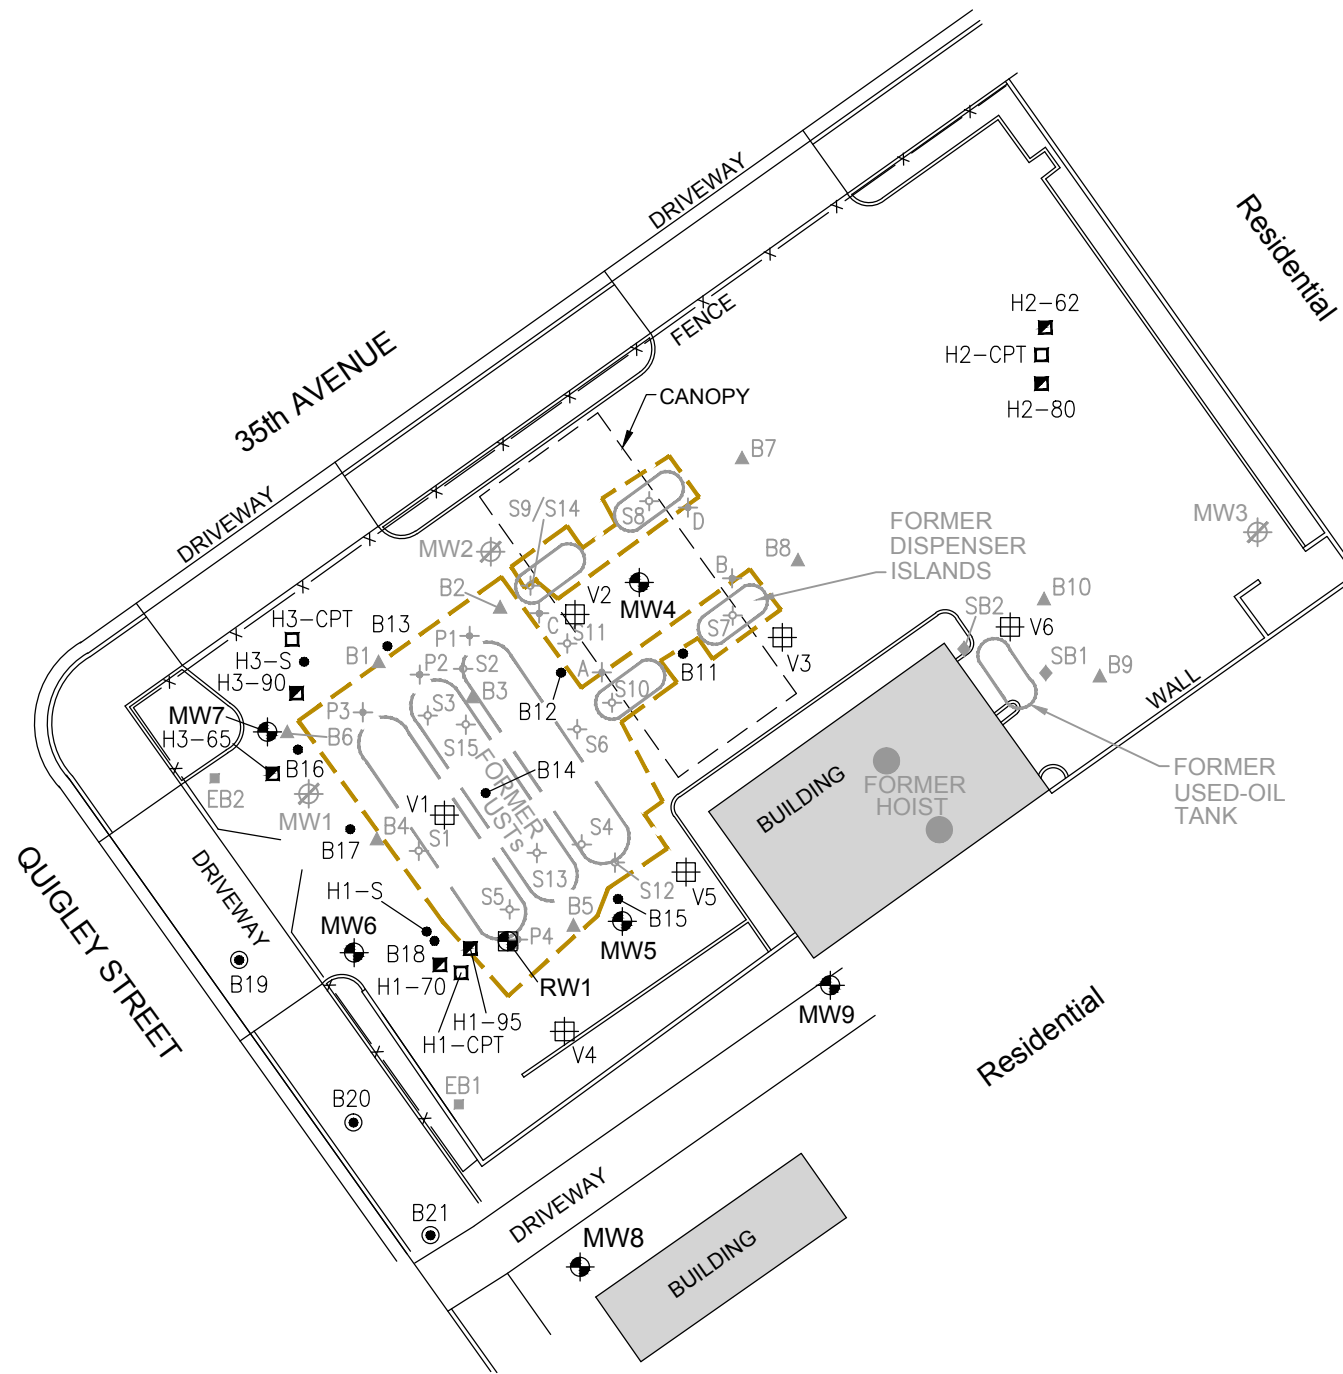 DRIVEWAY
Residential
35th AVENUE
FENCE
H2-62
H2-CPT
H2-80
CANOPY
B7
S9/S14
S8
D
DRIVEWAY
MW2
FORMER
DISPENSER
ISLANDS
MW3
B8
B
B2
V2
MW4
C
S11
S7
V3
SB2
B10
V6
H3-CPT
B13
P1
H3-S
B1
P2
S2
A
B11
SB1
B9
H3-90
B3
S10
B12
WALL
P3
S3
MW7
H3-65
B6
S15
S6
B16
FORMER
USTs
B14
EB2
MW1
V1
BUILDING
FORMER
HOIST
FORMER
USED-OIL
TANK
B17
B4
S1
S4
S13
S12
V5
QUIGLEY STREET
DRIVEWAY
H1-S
S5
B5
B15
MW6
B18
P4
MW5
B19
H1-70
RW1
MW9
H1-95
H1-CPT
V4
Residential
EB1
B20
DRIVEWAY
B21
MW8
BUILDING